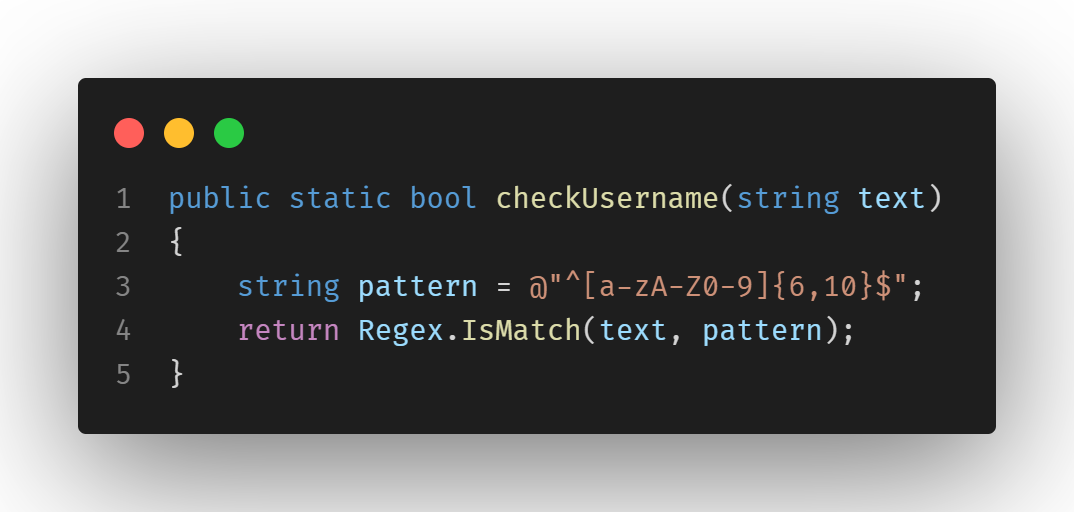 1 public static bool checkUsername(string text)
2 {
3     string pattern = @"^[a-zA-Z0-9]{6,10}$";
4     return Regex.IsMatch(text, pattern);
5 }